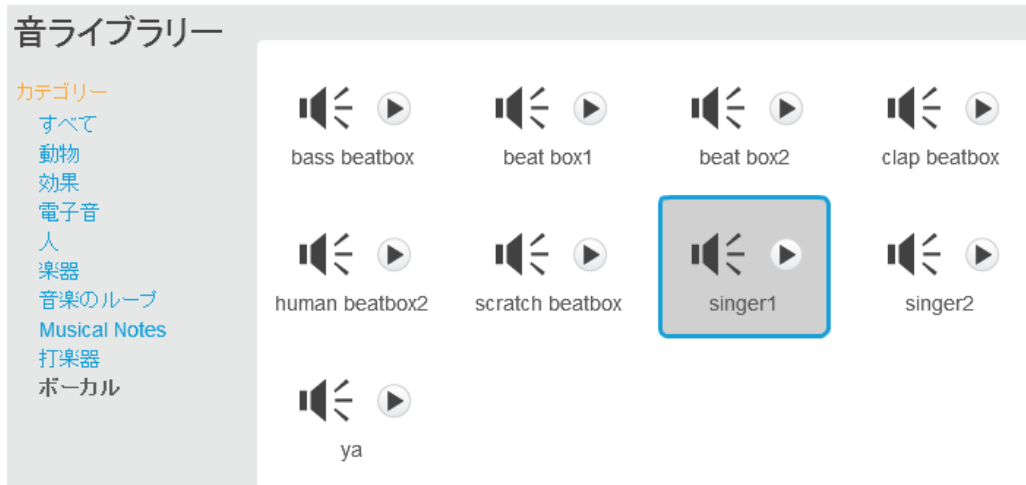 音ライブラリー
カテゴリー
すべて
動物
効果
電子音
人
楽器
音楽のループ
Musical Notes
打楽器
ボーカル
bass beatbox
beat box1
beat box2
clap beatbox
human beatbox2
scratch beatbox
singer1
singer2
ya